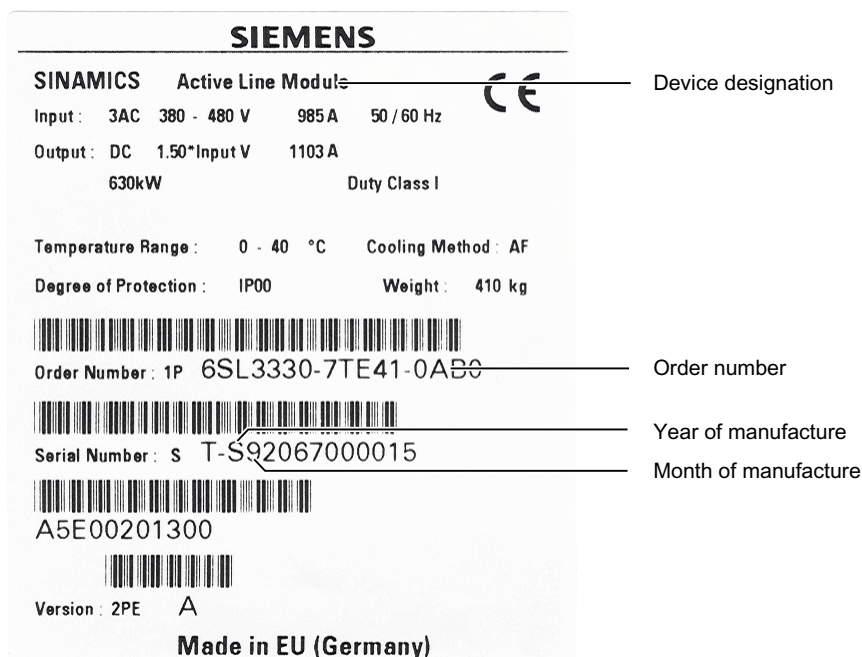 SIEMENS
SINAMICS Active Line Module Device designation
CE
Input : 3AC 380 - 480 V 985 A 50 / 60 Hz
Output : DC 1.50*Input V 1103 A
630kW Duty Class I
Temperature Range : 0 - 40 °C Cooling Method : AF
Degree of Protection : IP00 Weight : 410 kg
Order Number : 1P 6SL3330-7TE41-0AB0 Order number
Year of manufacture
Serial Number : S T-S92067000015
Month of manufacture
A5E00201300
Version : 2PE A
Made in EU (Germany)